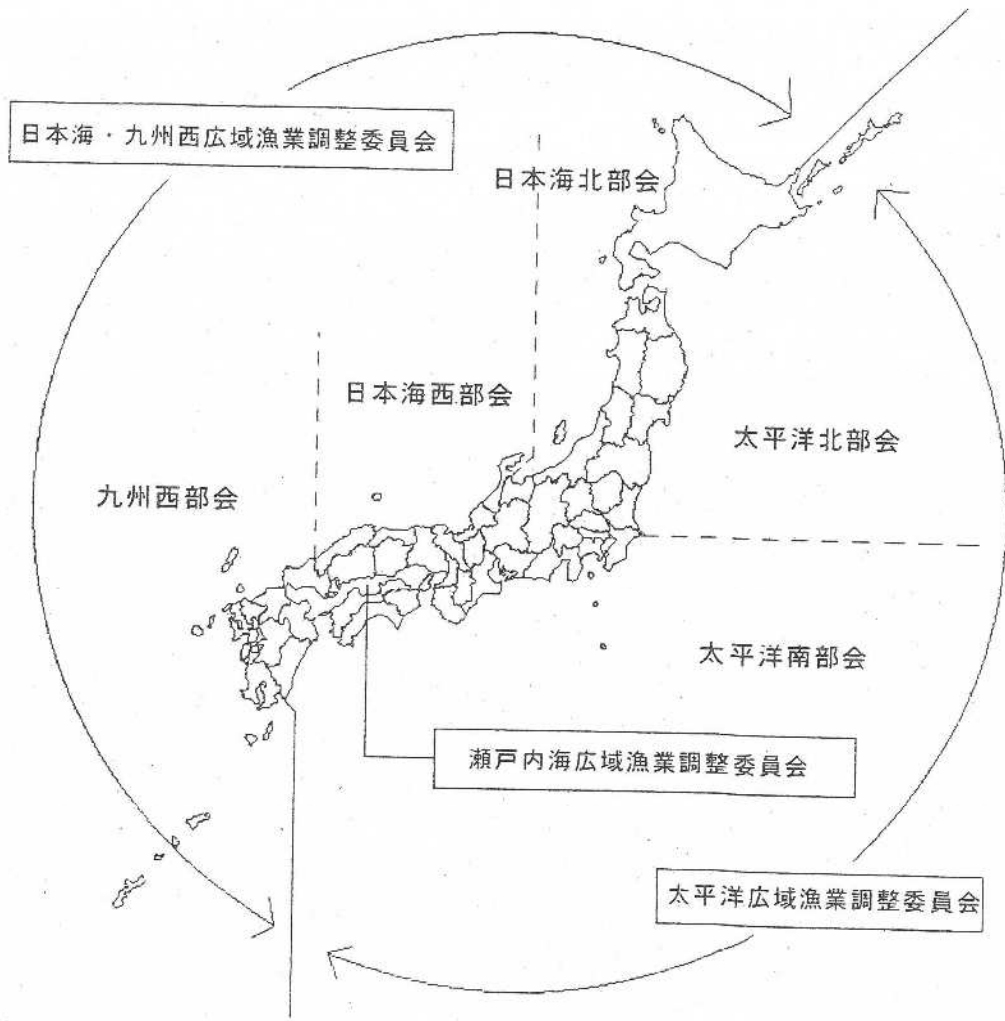 日本海・九州西広域漁業調整委員会
日本海北部会
日本海西部会
太平洋北部会
九州西部会
太平洋南部会
瀬戸内海広域漁業調整委員会
太平洋広域漁業調整委員会